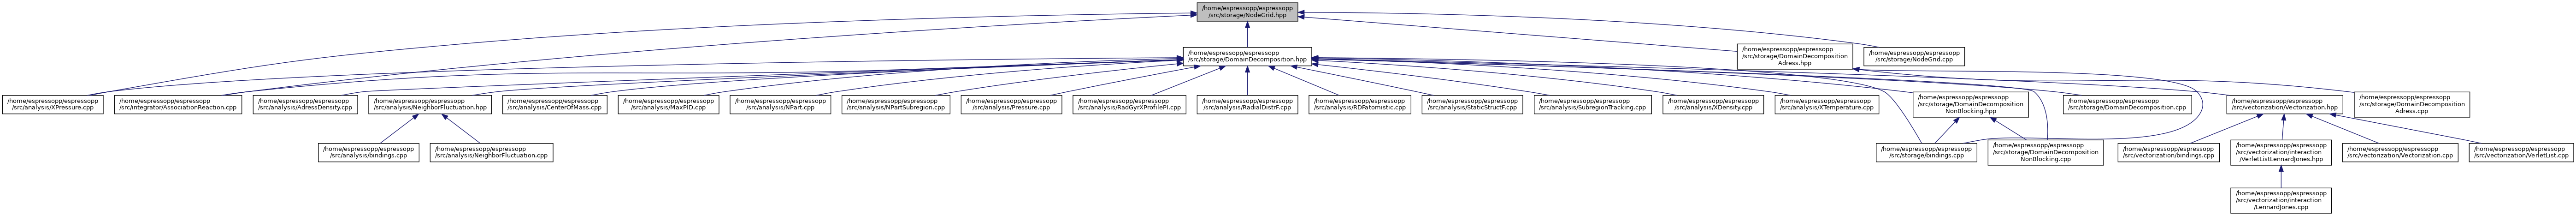 /home/espressopp/espressopp
/src/storage/NodeGrid.hpp
/home/espressopp/espressopp
/src/storage/DomainDecomposition.hpp
/home/espressopp/espressopp
/src/storage/DomainDecomposition
Adress.hpp
/home/espressopp/espressopp
/src/storage/NodeGrid.cpp
/home/espressopp/espressopp
/src/analysis/XPressure.cpp
/home/espressopp/espressopp
/src/integrator/AssociationReaction.cpp
/home/espressopp/espressopp
/src/analysis/AdressDensity.cpp
/home/espressopp/espressopp
/src/analysis/NeighborFluctuation.hpp
/home/espressopp/espressopp
/src/analysis/CenterOfMass.cpp
/home/espressopp/espressopp
/src/analysis/MaxPID.cpp
/home/espressopp/espressopp
/src/analysis/NPart.cpp
/home/espressopp/espressopp
/src/analysis/NPartSubregion.cpp
/home/espressopp/espressopp
/src/analysis/Pressure.cpp
/home/espressopp/espressopp
/src/analysis/RadGyrXProfilePI.cpp
/home/espressopp/espressopp
/src/analysis/RadialDistrF.cpp
/home/espressopp/espressopp
/src/analysis/RDFatomistic.cpp
/home/espressopp/espressopp
/src/analysis/StaticStructF.cpp
/home/espressopp/espressopp
/src/analysis/SubregionTracking.cpp
/home/espressopp/espressopp
/src/analysis/XDensity.cpp
/home/espressopp/espressopp
/src/analysis/XTemperature.cpp
/home/espressopp/espressopp
/src/storage/DomainDecomposition
NonBlocking.hpp
/home/espressopp/espressopp
/src/storage/DomainDecomposition.cpp
/home/espressopp/espressopp
/src/vectorization/Vectorization.hpp
/home/espressopp/espressopp
/src/storage/DomainDecomposition
Adress.cpp
/home/espressopp/espressopp
/src/analysis/bindings.cpp
/home/espressopp/espressopp
/src/analysis/NeighborFluctuation.cpp
/home/espressopp/espressopp
/src/storage/bindings.cpp
/home/espressopp/espressopp
/src/storage/DomainDecomposition
NonBlocking.cpp
/home/espressopp/espressopp
/src/vectorization/bindings.cpp
/home/espressopp/espressopp
/src/vectorization/interaction
/VerletListLennardJones.hpp
/home/espressopp/espressopp
/src/vectorization/Vectorization.cpp
/home/espressopp/espressopp
/src/vectorization/VerletList.cpp
/home/espressopp/espressopp
/src/vectorization/interaction
/LennardJones.cpp